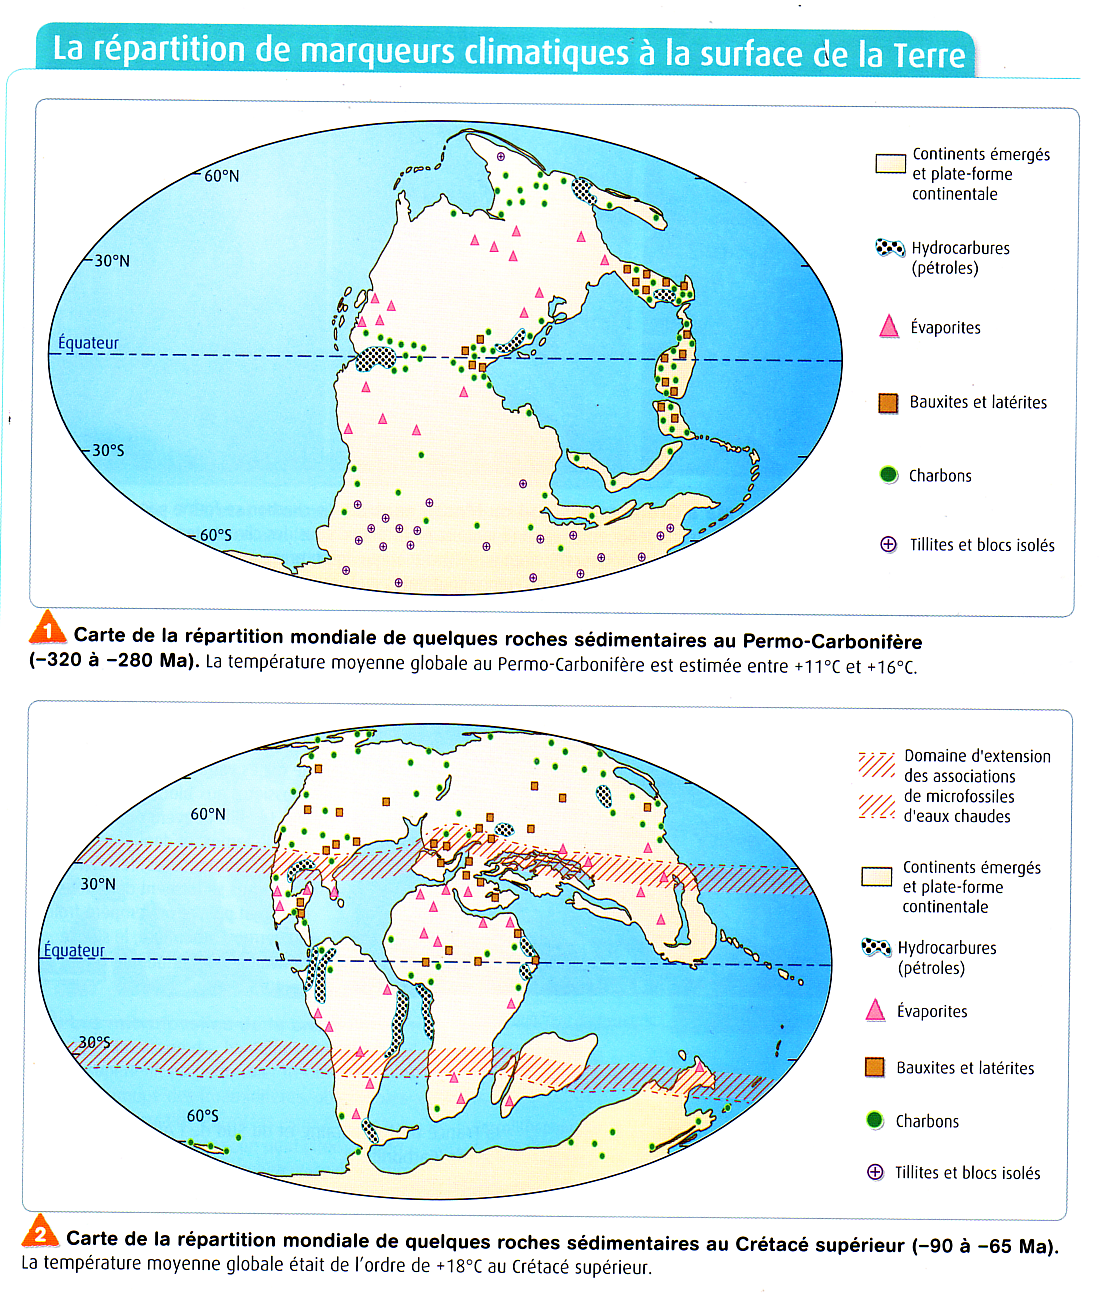 La répartition de marqueurs climatiques à la surface de la Terre
60°N
30°N
Équateur
30°S
60°S
Continents émergés
et plate-forme
continentale
Hydrocarbures
(pétroles)
Évaporites
Bauxites et latérites
Charbons
Tillites et blocs isolés
1 Carte de la répartition mondiale de quelques roches sédimentaires au Permo-Carbonifère
(–320 à –280 Ma). La température moyenne globale au Permo-Carbonifère est estimée entre +11°C et +16°C.
60°N
30°N
Équateur
30°S
60°S
Domaine d'extension
des associations
de microfossiles
d'eaux chaudes
Continents émergés
et plate-forme
continentale
Hydrocarbures
(pétroles)
Évaporites
Bauxites et latérites
Charbons
Tillites et blocs isolés
2 Carte de la répartition mondiale de quelques roches sédimentaires au Crétacé supérieur (–90 à –65 Ma).
La température moyenne globale était de l'ordre de +18°C au Crétacé supérieur.